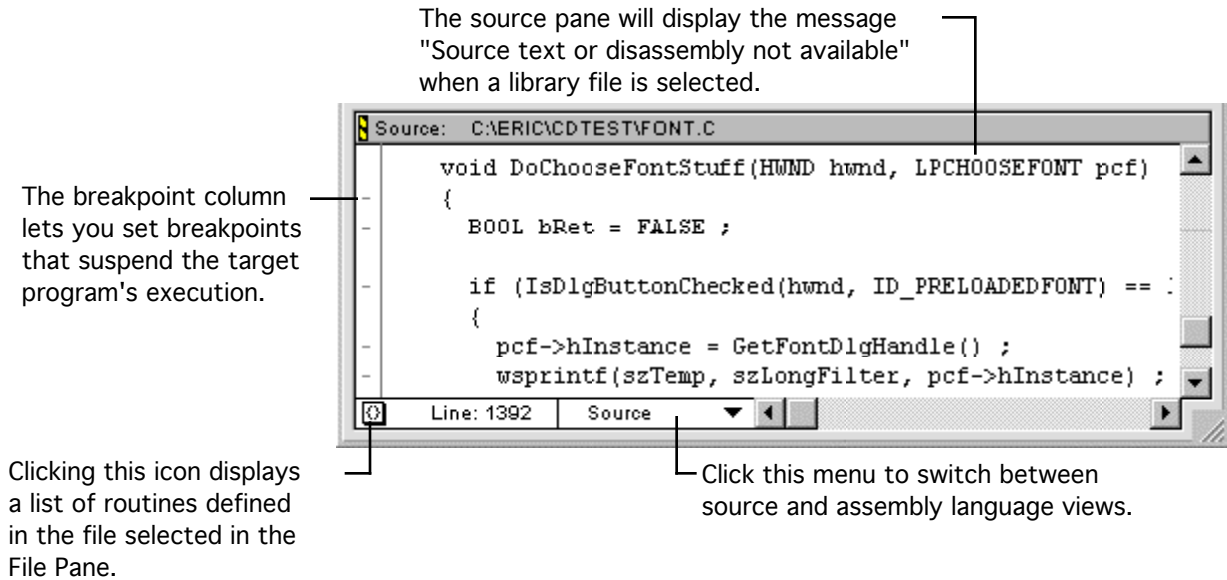 The source pane will display the message
"Source text or disassembly not available"
when a library file is selected.
Source: C:\ERIC\CDTEST\FONT.C
void DoChooseFontStuff(HWND hwnd, LPCHOOSEFONT pcf)
{
BOOL bRet = FALSE ;
if (IsDlgButtonChecked(hwnd, ID_PRELOADEDFONT) ==
{
pcf->hInstance = GetFontDlgHandle() ;
wsprintf(szTemp, szLongFilter, pcf->hInstance) ;
Line: 1392 Source
The breakpoint column
lets you set breakpoints
that suspend the target
program's execution.
Clicking this icon displays
a list of routines defined
in the file selected in the
File Pane.
Click this menu to switch between
source and assembly language views.